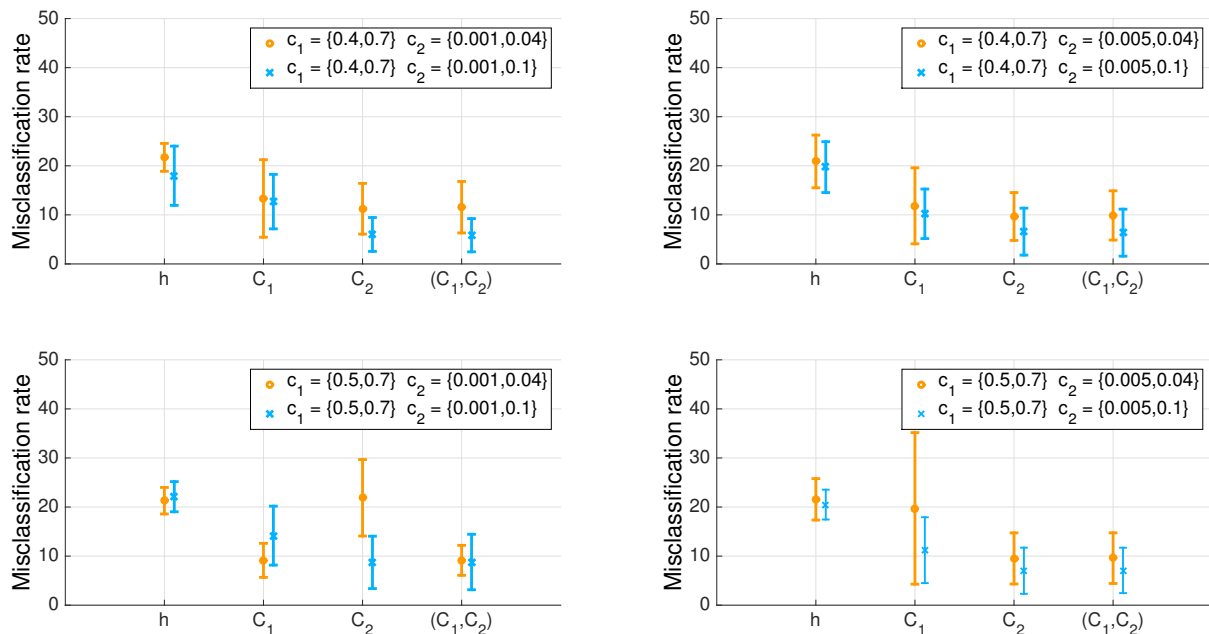 50
40
30
20
10
0
Misclassification rate
c1 = {0.4,0.7} c2 = {0.001,0.04}
c1 = {0.4,0.7} c2 = {0.001,0.1}
h C1 C2 (C1,C2)
50
40
30
20
10
0
Misclassification rate
c1 = {0.4,0.7} c2 = {0.005,0.04}
c1 = {0.4,0.7} c2 = {0.005,0.1}
h C1 C2 (C1,C2)
50
40
30
20
10
0
Misclassification rate
c1 = {0.5,0.7} c2 = {0.001,0.04}
c1 = {0.5,0.7} c2 = {0.001,0.1}
h C1 C2 (C1,C2)
50
40
30
20
10
0
Misclassification rate
c1 = {0.5,0.7} c2 = {0.005,0.04}
c1 = {0.5,0.7} c2 = {0.005,0.1}
h C1 C2 (C1,C2)